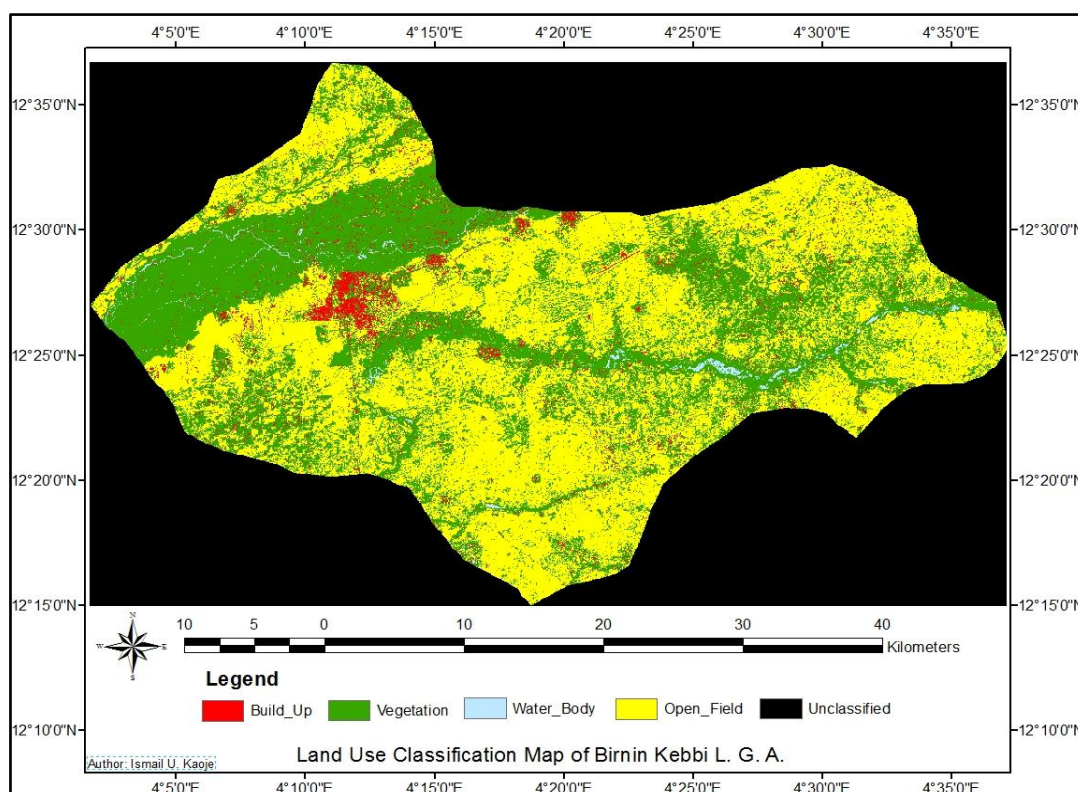 4°5'0"E 4°10'0"E 4°15'0"E 4°20'0"E 4°25'0"E 4°30'0"E 4°35'0"E
12°35'0"N 12°35'0"N
12°30'0"N 12°30'0"N
12°25'0"N 12°25'0"N
12°20'0"N 12°20'0"N
12°15'0"N 12°15'0"N
N
W E
S
10 5 0 10 20 30 40
Kilometers
Legend
Build_Up Vegetation Water_Body Open_Field Unclassified
12°10'0"N 12°10'0"N
Land Use Classification Map of Birnin Kebbi L. G. A.
Author: Ismail U. Kaoje
4°5'0"E 4°10'0"E 4°15'0"E 4°20'0"E 4°25'0"E 4°30'0"E 4°35'0"E